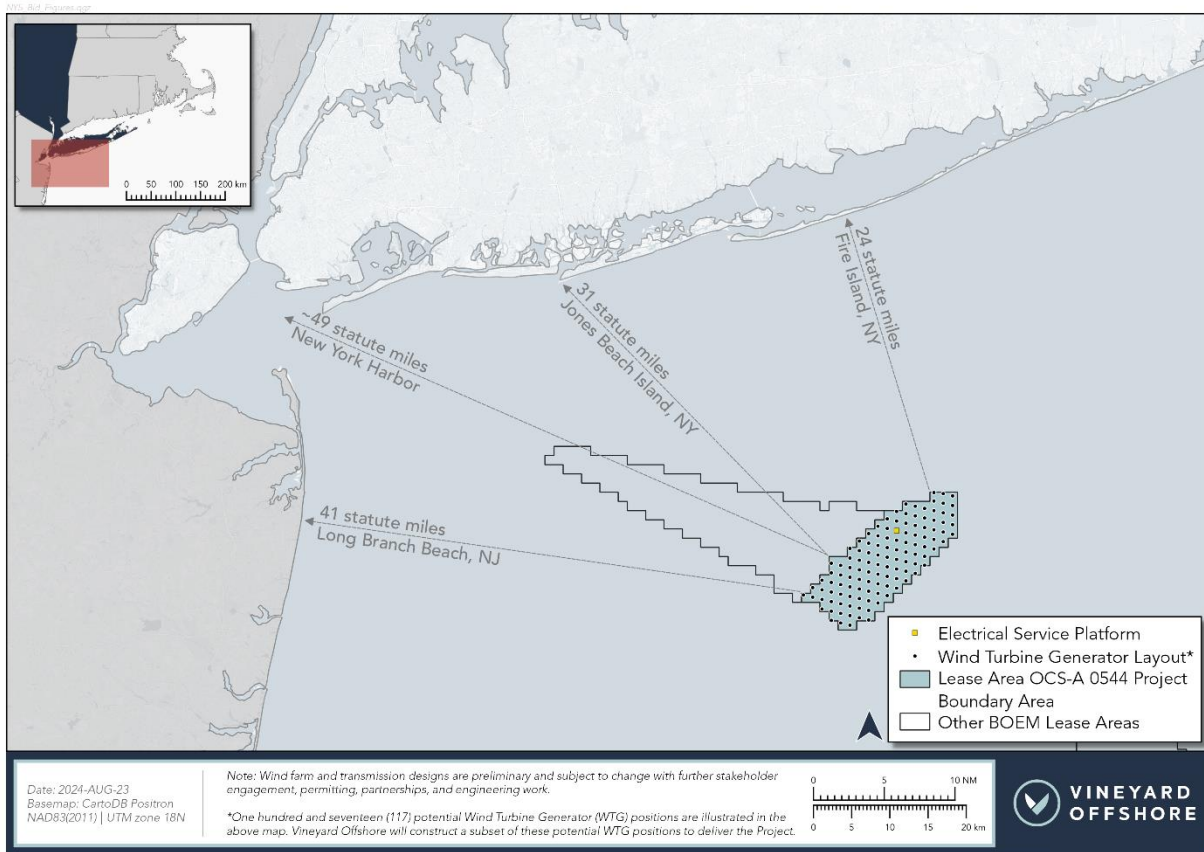 NYS_Bid_Figures.qgz
0 50 100 150 200 km
24 statute miles
Fire Island, NY
31 statute miles
Jones Beach Island, NY
~49 statute miles
New York Harbor
41 statute miles
Long Branch Beach, NJ
Electrical Service Platform
Wind Turbine Generator Layout*
Lease Area OCS-A 0544 Project
Boundary Area
Other BOEM Lease Areas
Date: 2024-AUG-23
Basemap: CartoDB Positron
NAD83(2011) | UTM zone 18N
Note: Wind farm and transmission designs are preliminary and subject to change with further stakeholder
engagement, permitting, partnerships, and engineering work.
*One hundred and seventeen (117) potential Wind Turbine Generator (WTG) positions are illustrated in the
above map. Vineyard Offshore will construct a subset of these potential WTG positions to deliver the Project.
0 5 10 NM
0 5 10 15 20 km
VINEYARD
OFFSHORE